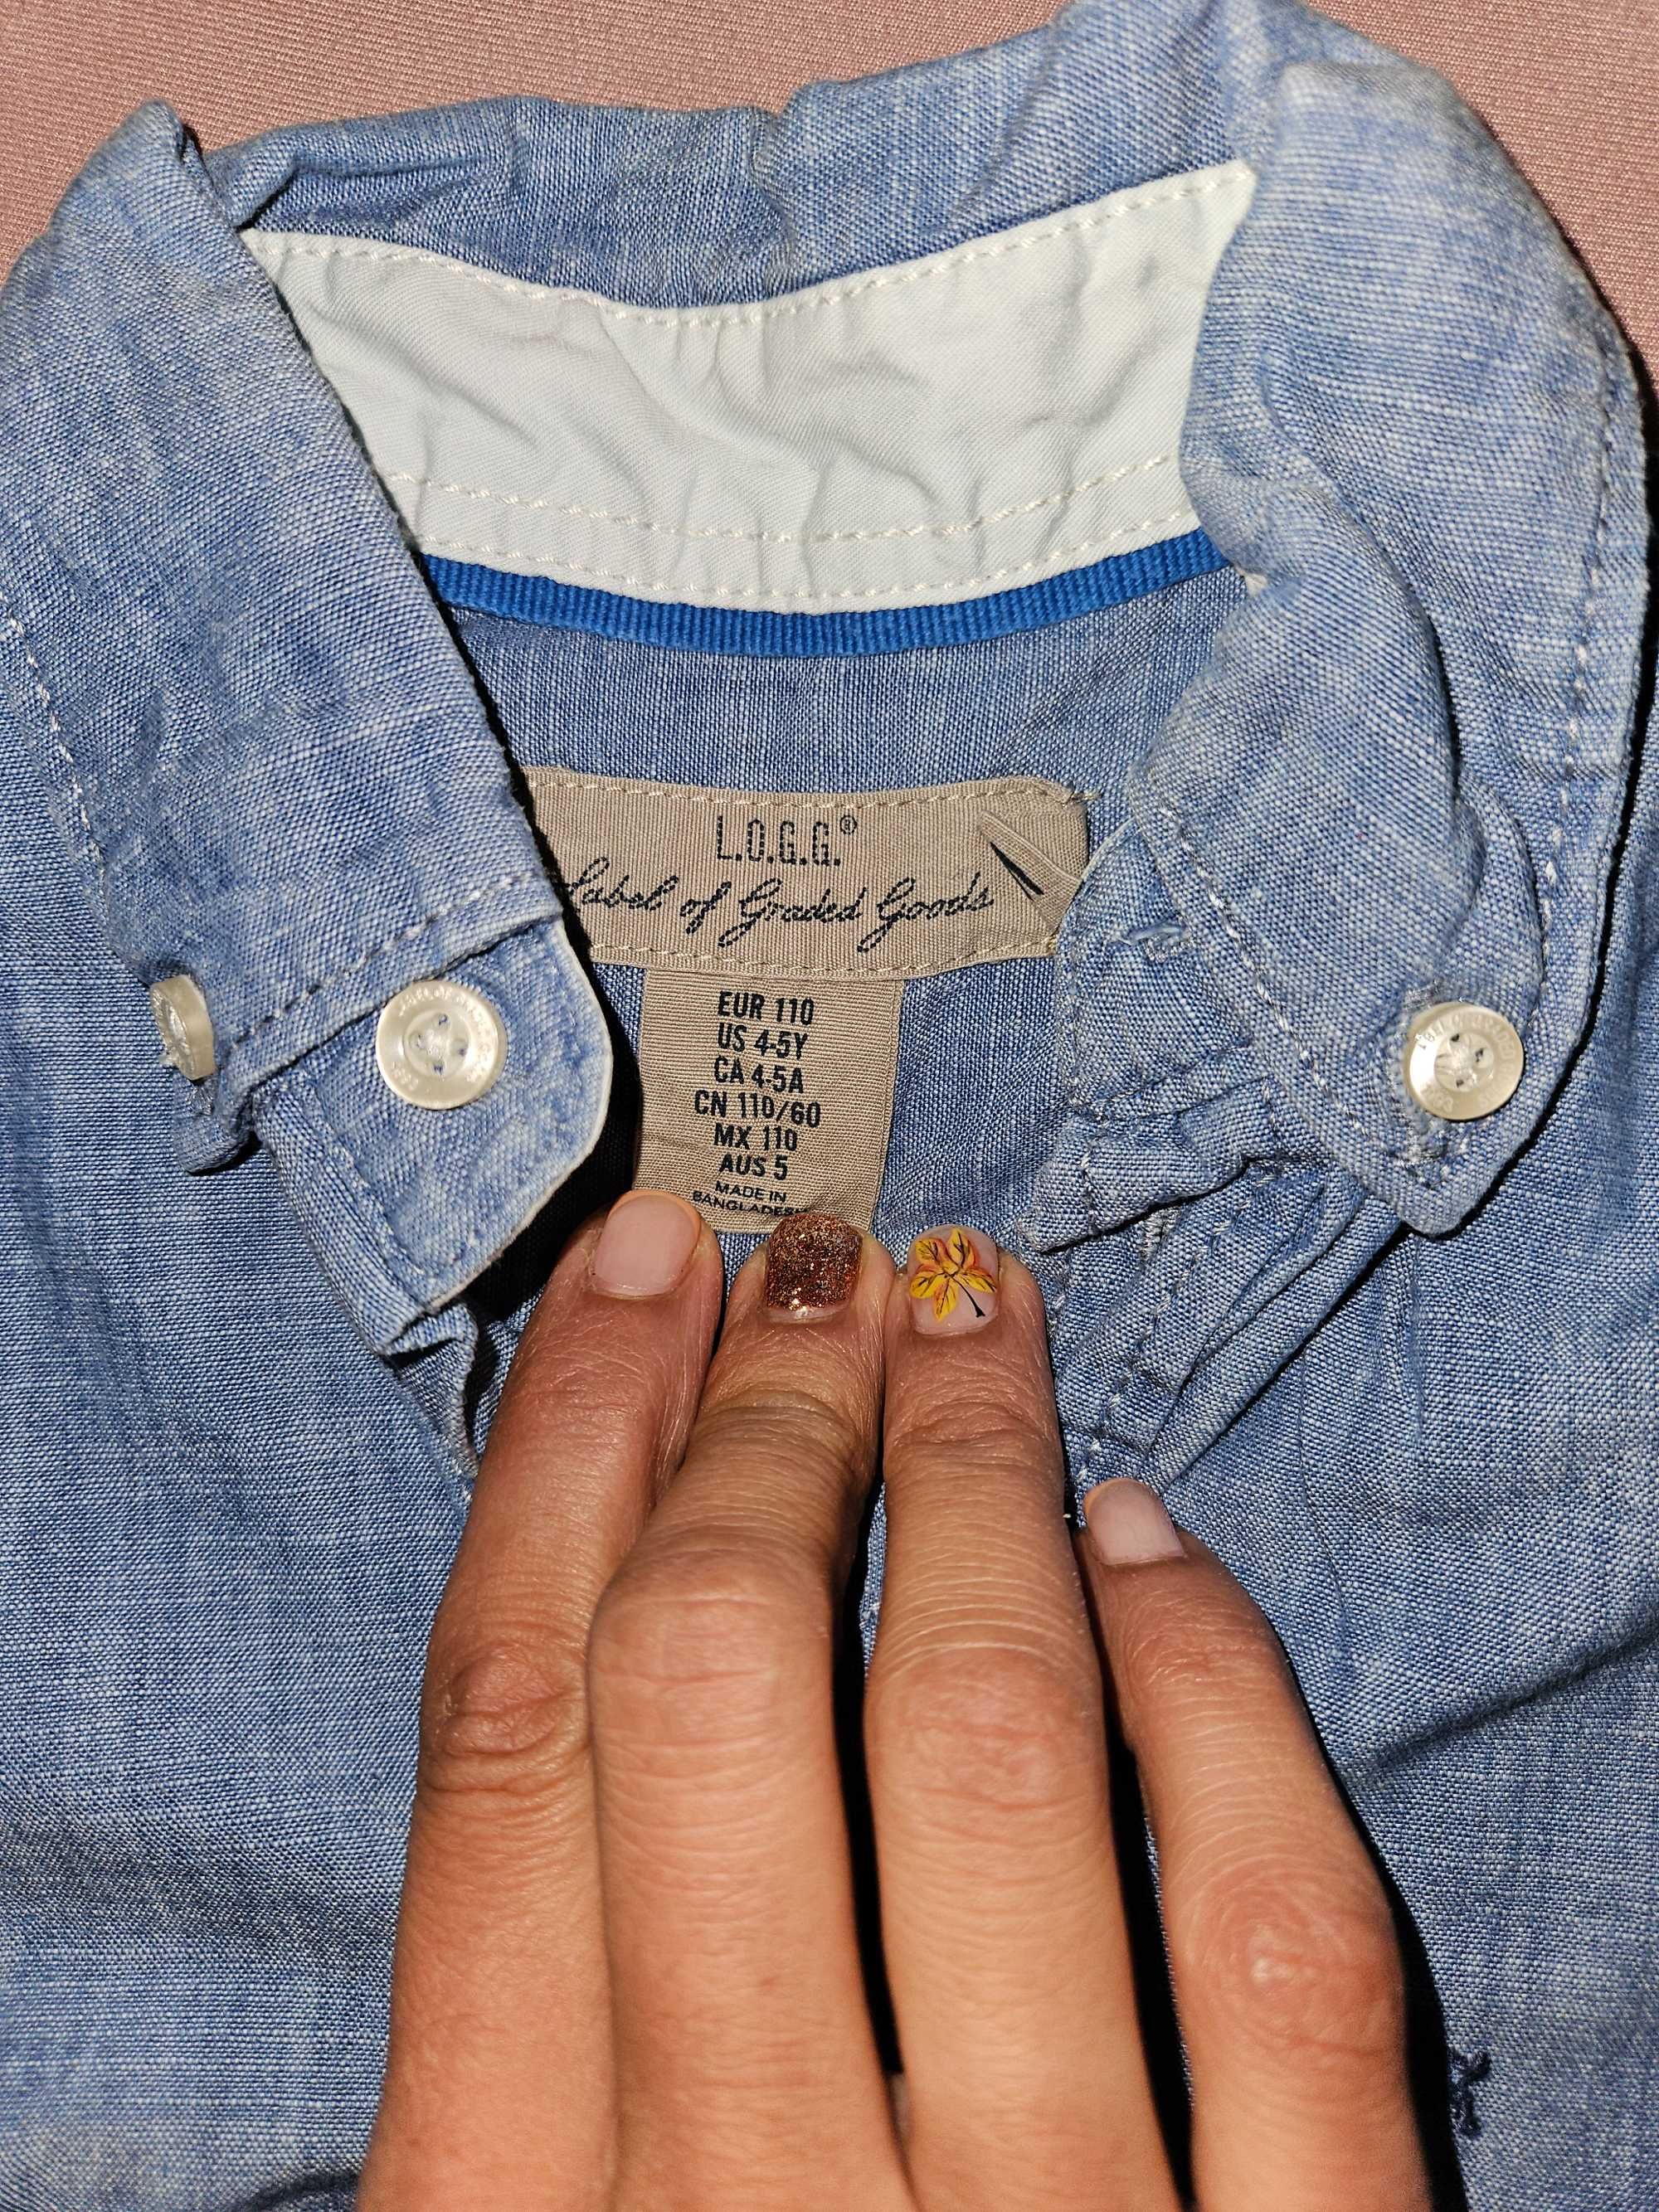 L.O.G.G.®
Label of Graded Goods
EUR 110
US 4-5Y
CA 4-5A
CN 110/60
MX 110
AUS 5
MADE IN
BANGLADESH